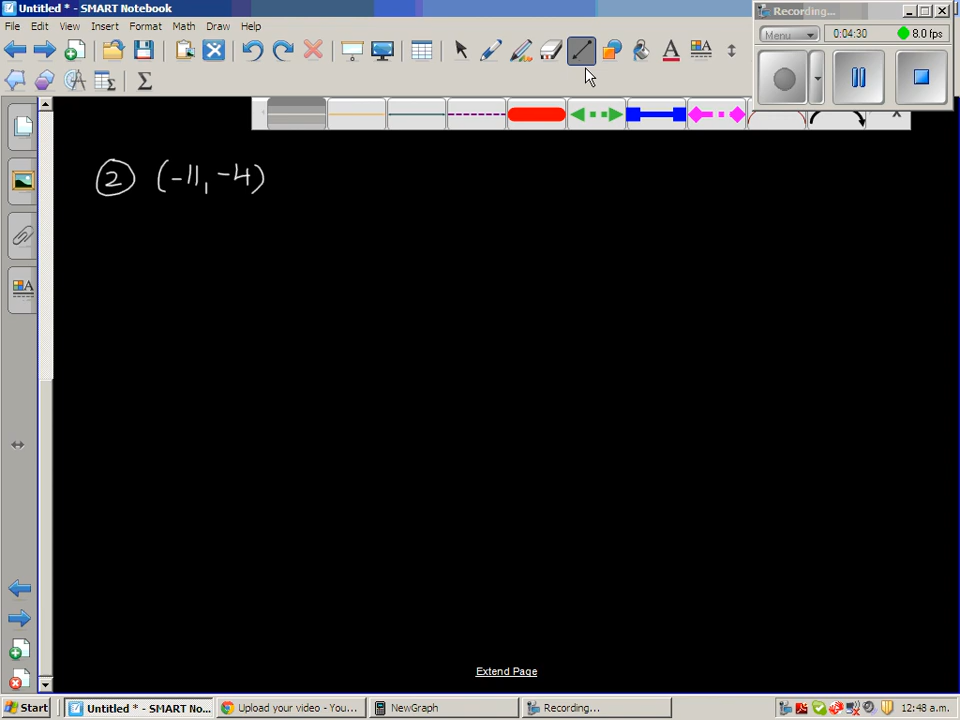 Untitled * - SMART Notebook
Recording...
File Edit View Insert Format Math Draw Help
Menu 0:04:30 8.0 fps
② (-11, -4)
Extend Page
Start Untitled * - SMART No... Upload your video - You... NewGraph Recording... 12:48 a.m.